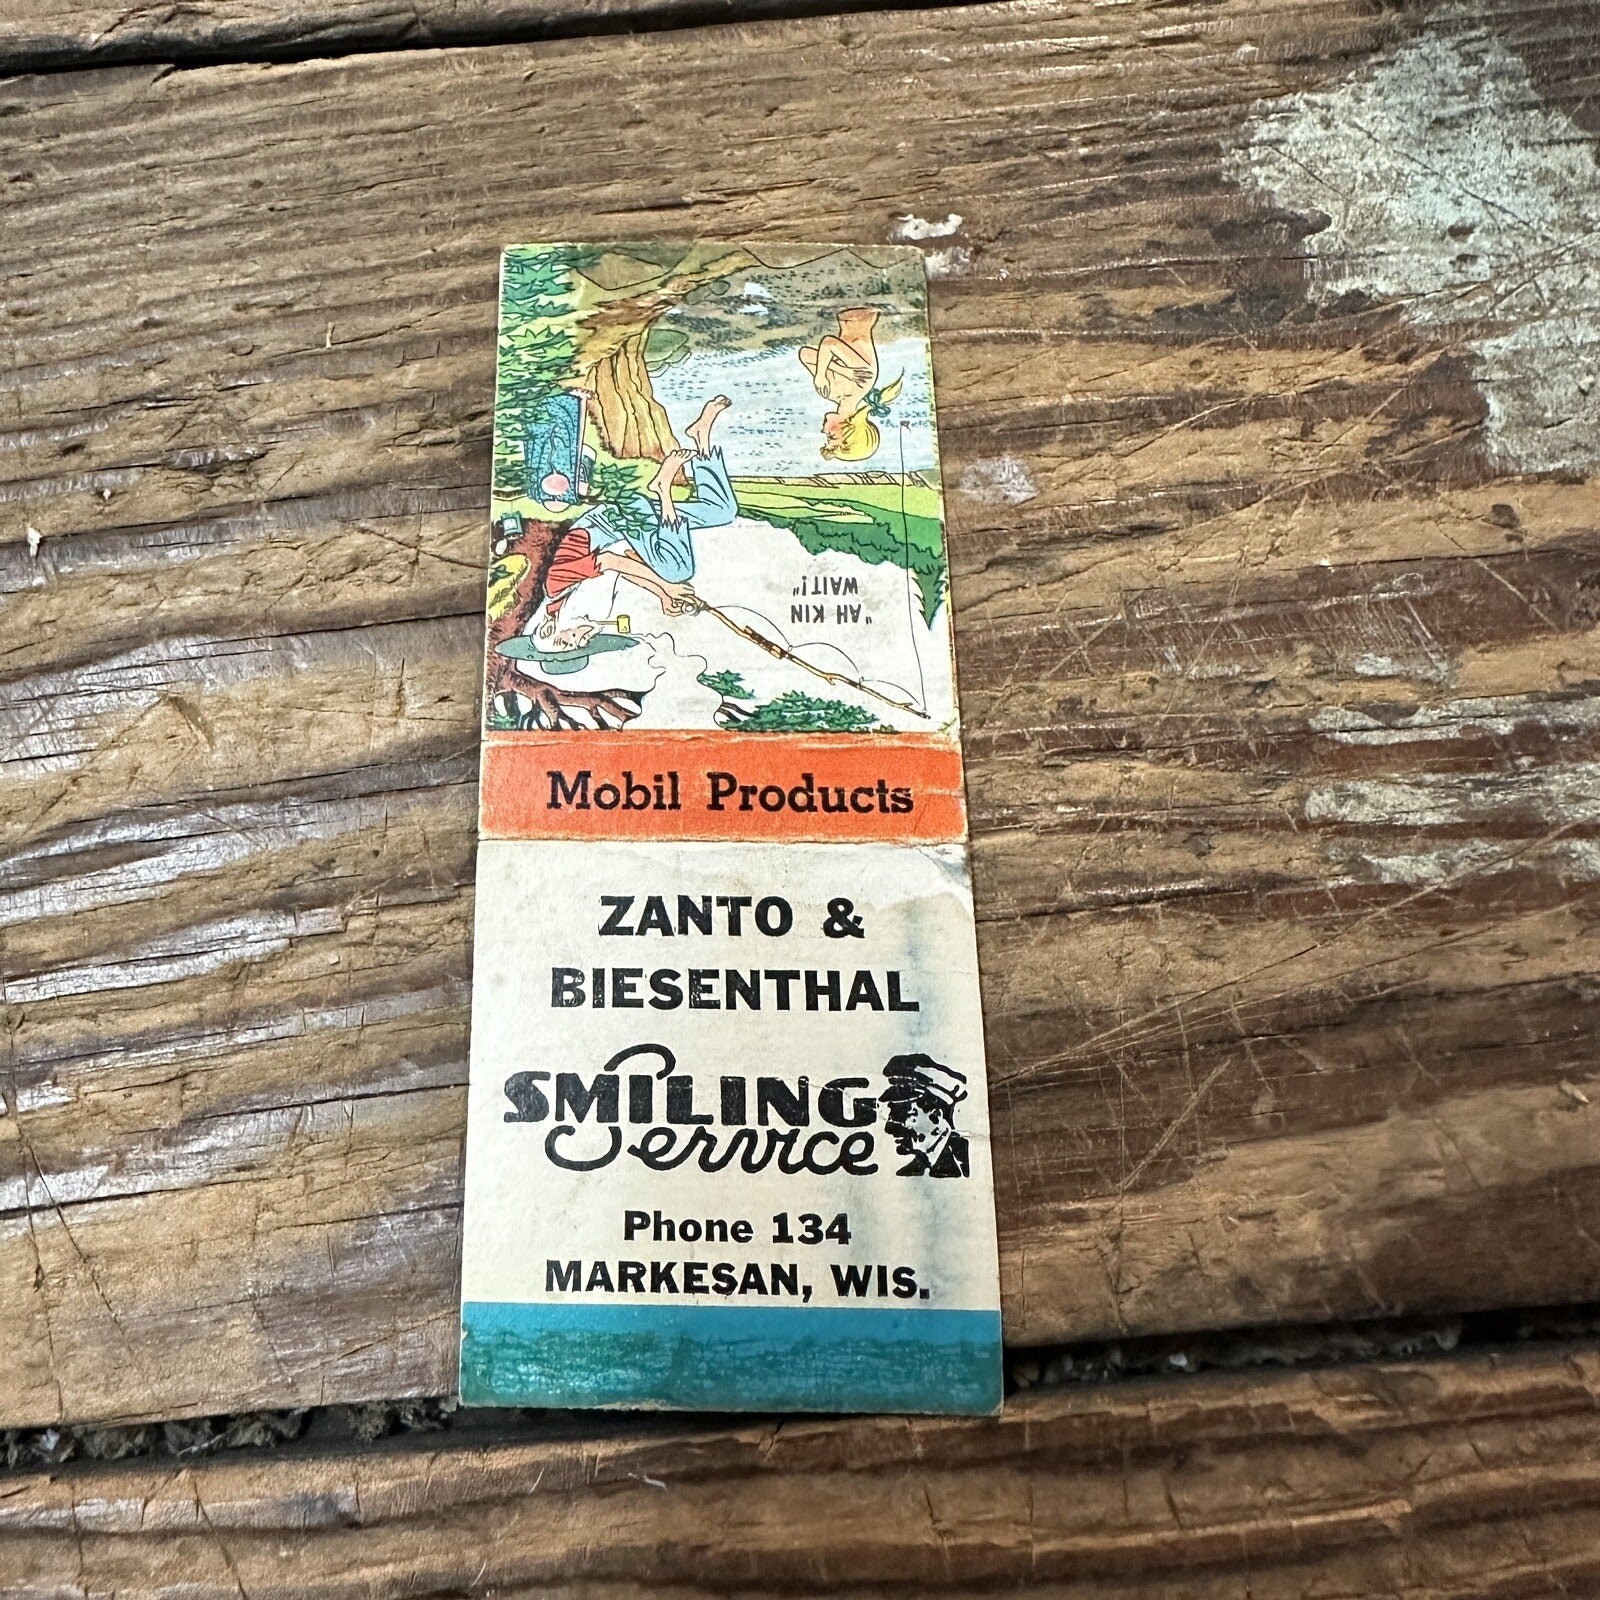 "AH KIN
WAIT!"
Mobil Products
ZANTO &
BIESENTHAL
SMILING
Service
Phone 134
MARKESAN, WIS.